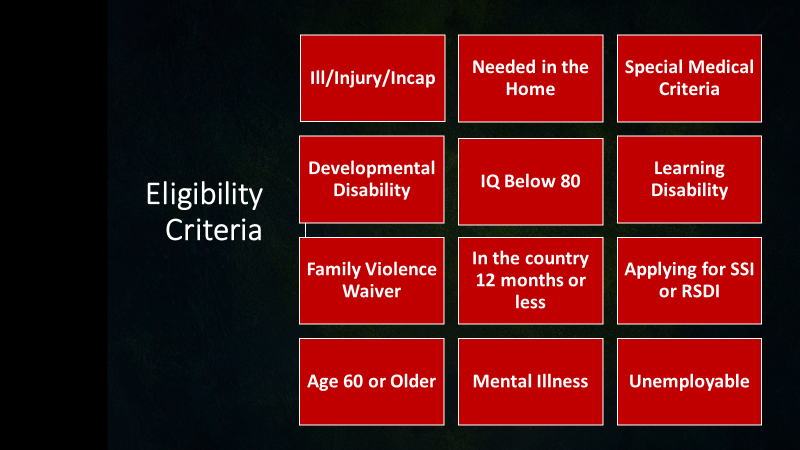 Eligibility
Criteria
Ill/Injury/Incap
Needed in the
Home
Special Medical
Criteria
Developmental
Disability
IQ Below 80
Learning
Disability
Family Violence
Waiver
In the country
12 months or
less
Applying for SSI
or RSDI
Age 60 or Older
Mental Illness
Unemployable